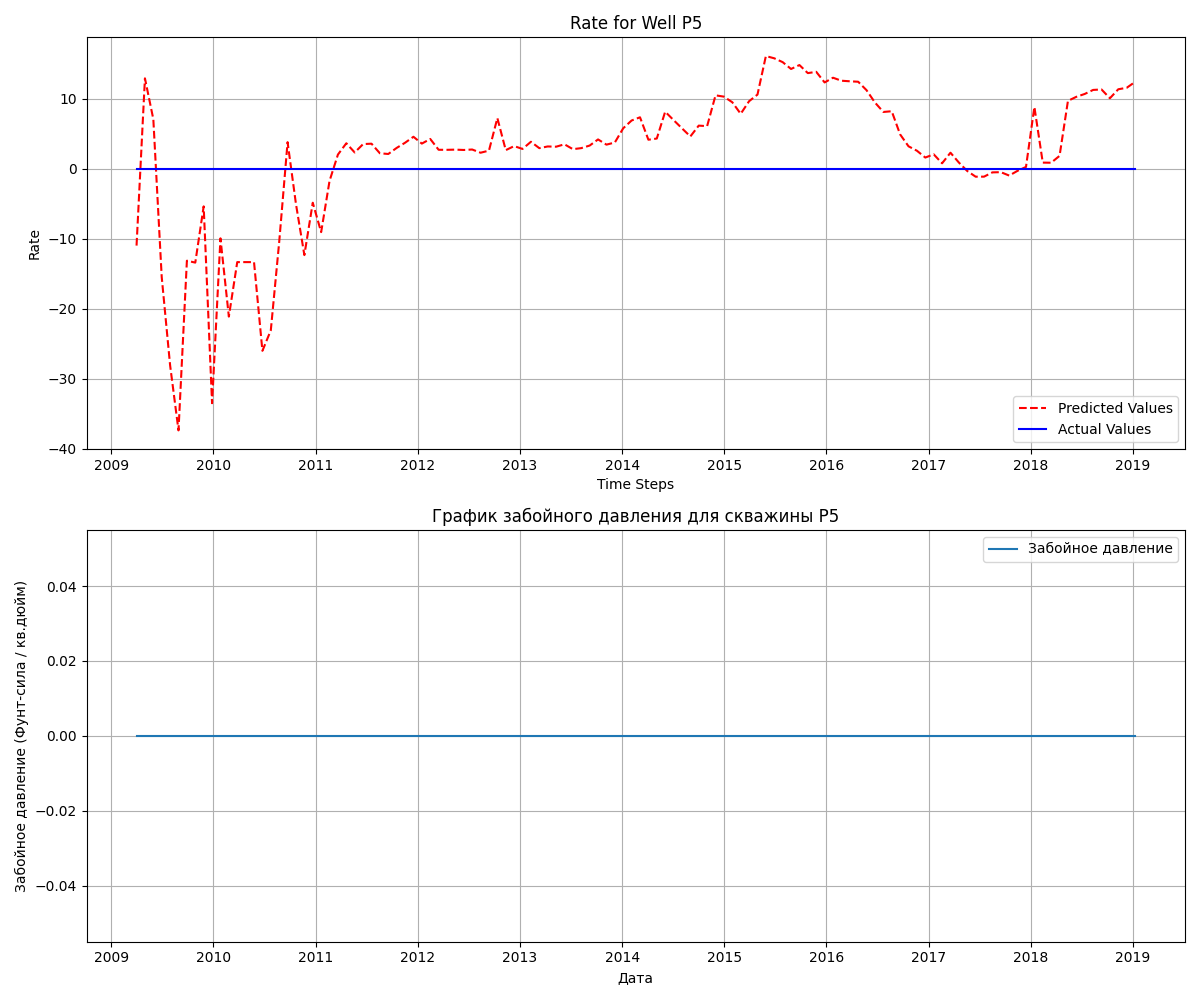 Rate for Well P5
Rate
10
0
−10
−20
−30
−40
Predicted Values
Actual Values
2009 2010 2011 2012 2013 2014 2015 2016 2017 2018 2019
Time Steps
График забойного давления для скважины P5
Забойное давление (Фунт-сила / кв.дюйм)
Забойное давление
0.04
0.02
0.00
−0.02
−0.04
2009 2010 2011 2012 2013 2014 2015 2016 2017 2018 2019
Дата